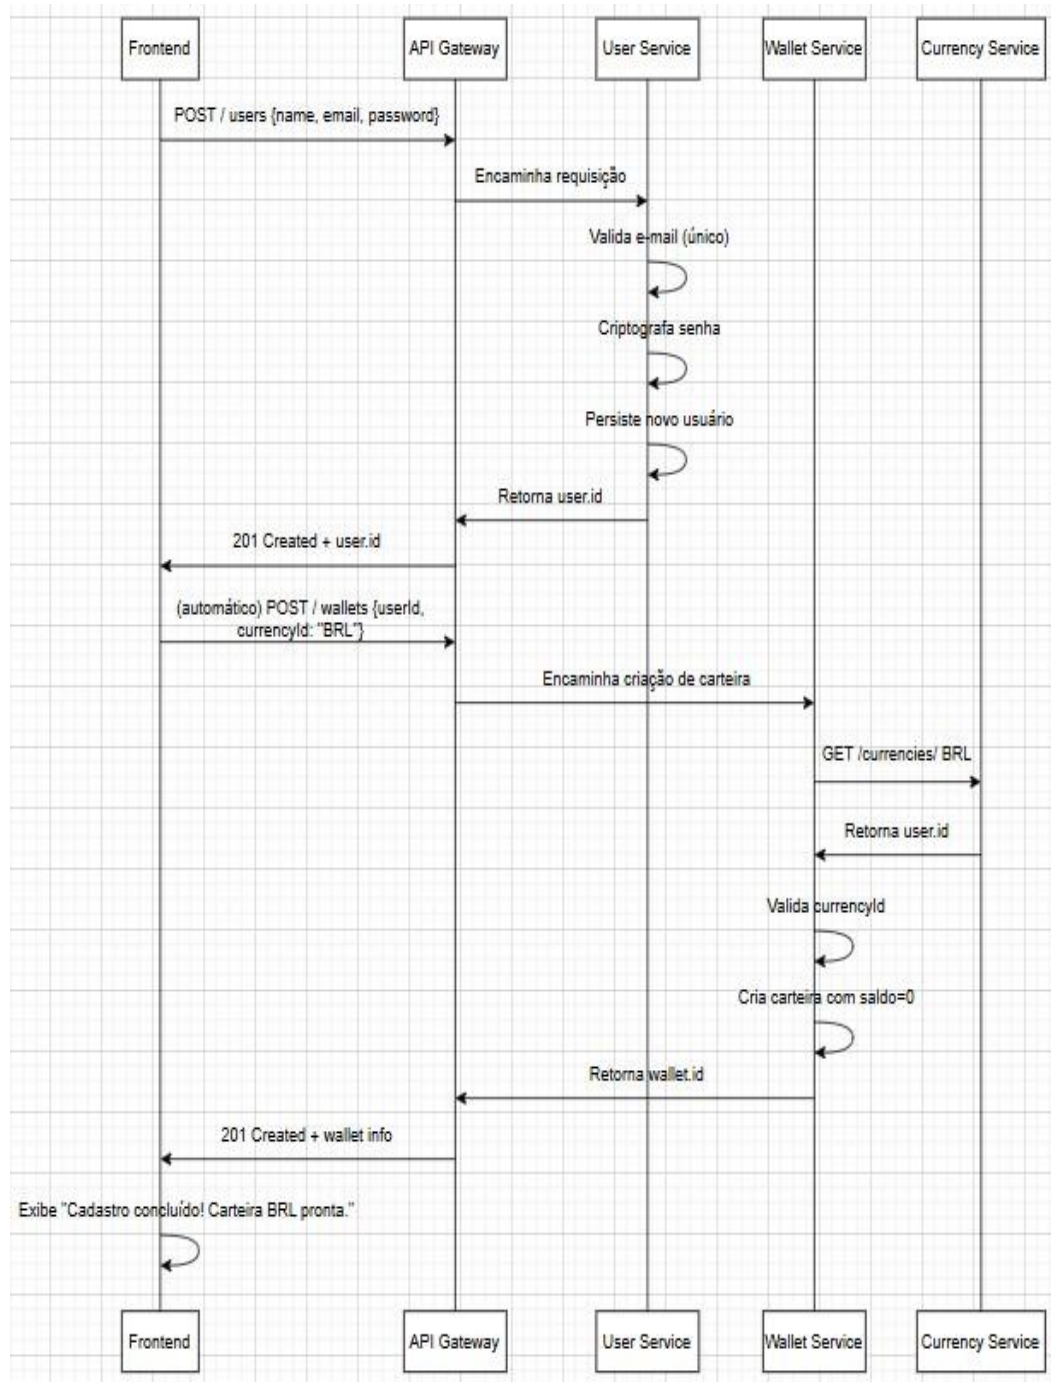 Frontend
API Gateway
User Service
Wallet Service
Currency Service
POST / users {name, email, password}
Encaminha requisição
Valida e-mail (único)
Criptografa senha
Persiste novo usuário
Retorna user.id
201 Created + user.id
(automático) POST / wallets {userId,
currencyId: "BRL"}
Encaminha criação de carteira
GET /currencies/ BRL
Retorna user.id
Valida currencyId
Cria carteira com saldo=0
Retorna wallet.id
201 Created + wallet info
Exibe "Cadastro concluído! Carteira BRL pronta."
Frontend
API Gateway
User Service
Wallet Service
Currency Service